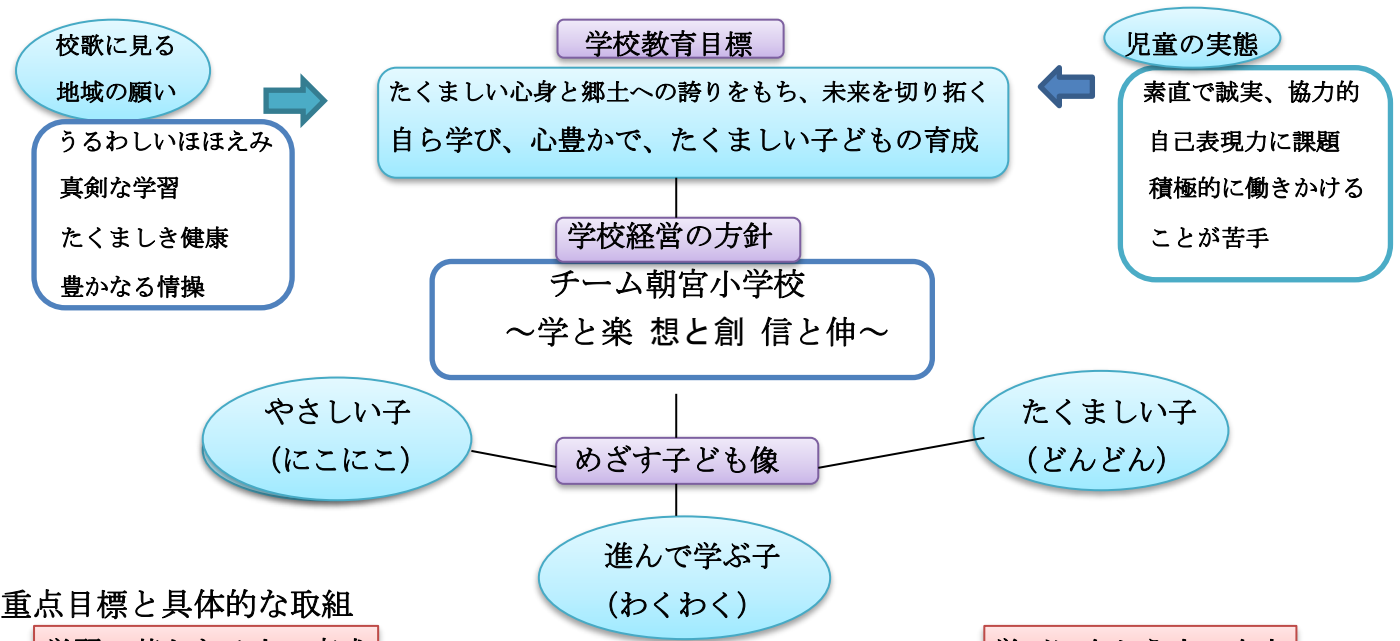 校歌に見る
地域の願い
うるわしいほほえみ
真剣な学習
たくましき健康
豊かなる情操
学校教育目標
たくましい心身と郷土への誇りをもち、未来を切り拓く
自ら学び、心豊かで、たくましい子どもの育成
児童の実態
素直で誠実、協力的
自己表現力に課題
積極的に働きかける
ことが苦手
学校経営の方針
チーム朝宮小学校
～学と楽 想と創 信と伸～
やさしい子
（にこにこ）
めざす子ども像
たくましい子
（どんどん）
進んで学ぶ子
（わくわく）
重点目標と具体的な取組